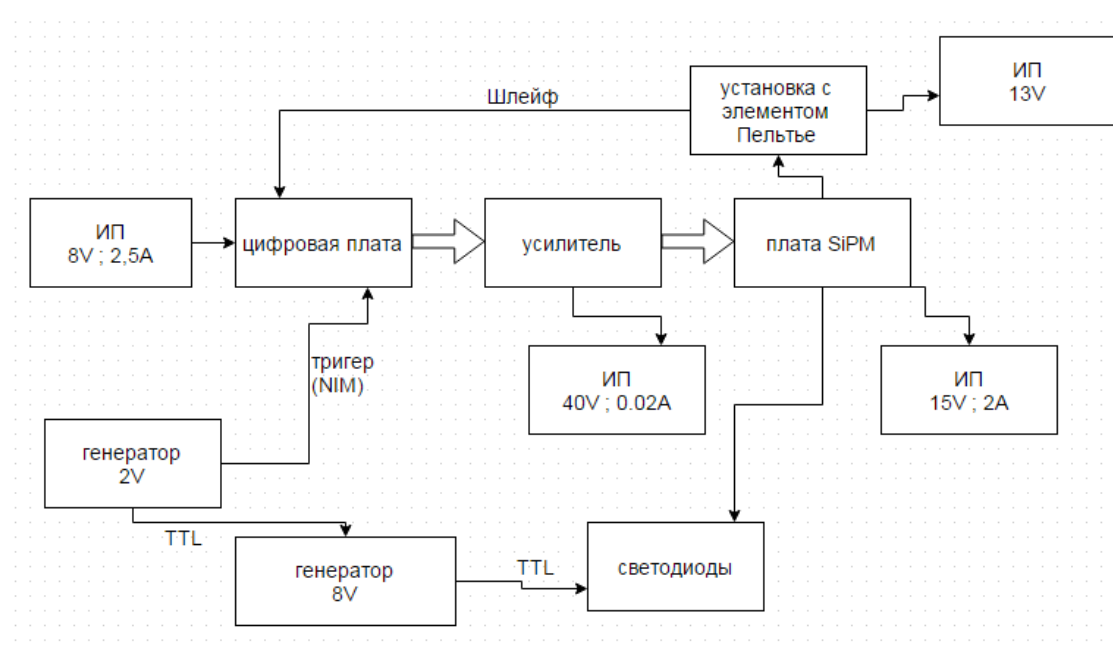 ИП
13V
установка с
элементом
Пельтье
Шлейф
ИП
8V ; 2,5A
цифровая плата
усилитель
плата SiPM
тригер
(NIM)
ИП
40V ; 0.02A
ИП
15V ; 2A
генератор
2V
TTL
генератор
8V
TTL
светодиоды